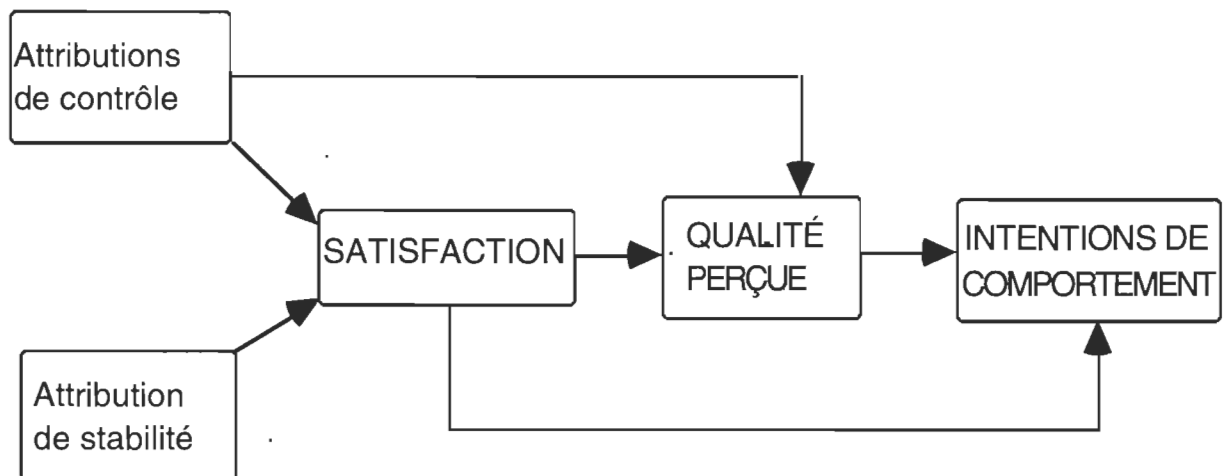 Attributions
de contrôle
SATISFACTION
QUALITÉ
PERÇUE
INTENTIONS DE
COMPORTEMENT
Attribution
de stabilité